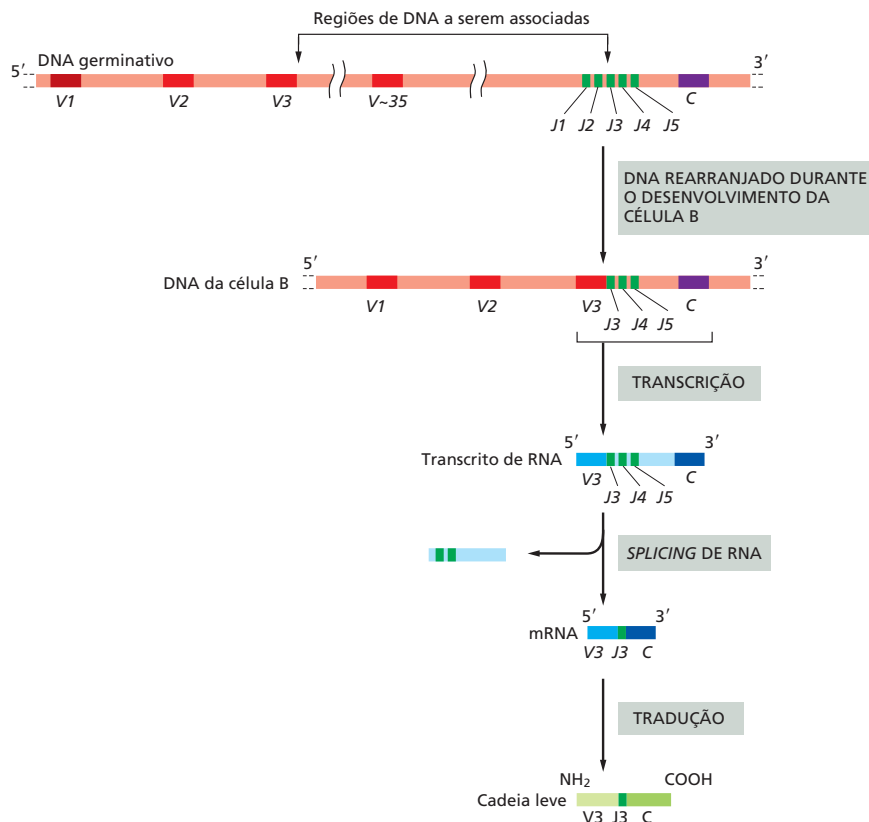 Regiões de DNA a serem associadas
DNA germinativo
5′ 3′
V1 V2 V3 V~35 C
J1 J2 J3 J4 J5
DNA REARRANJADO DURANTE
O DESENVOLVIMENTO DA
CÉLULA B
5′ 3′
DNA da célula B
V1 V2 V3 C
J3 J4 J5
TRANSCRIÇÃO
5′ 3′
Transcrito de RNA
V3 C
J3 J4 J5
SPLICING DE RNA
5′ 3′
mRNA
V3 J3 C
TRADUÇÃO
NH₂ COOH
Cadeia leve
V3 J3 C